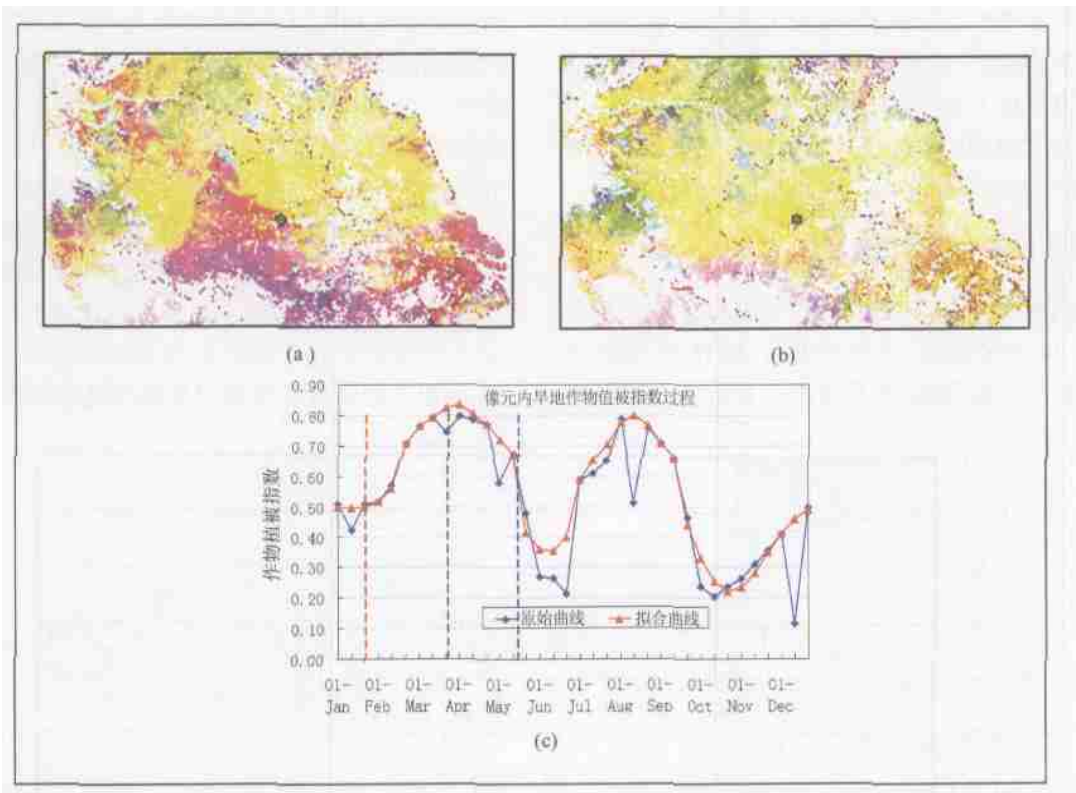 (a )
(b)
像元内旱地作物值被指数过程
0.90
0.80
0.70
0.60
0.50
0.40
0.30
0.20
0.10
0.00
作物植被指数
原始曲线 拟合曲线
01- 01- 01- 01- 01- 01- 01- 01- 01- 01- 01- 01-
Jan Feb Mar Apr May Jun Jul Aug Sep Oct Nov Dec
(c)